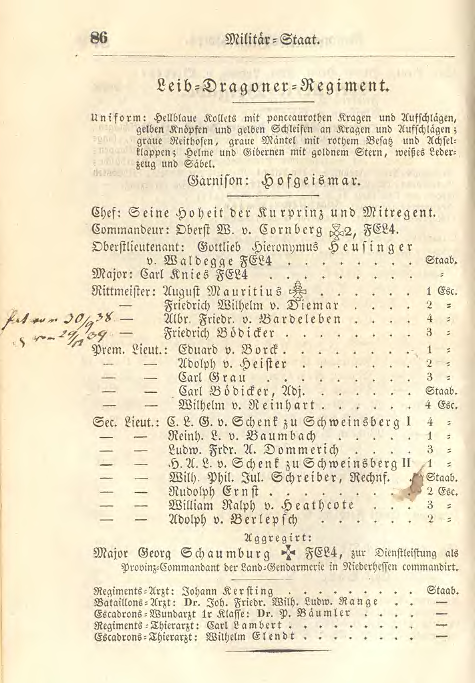 86 Militär=Staat.
Leib=Dragoner=Regiment.
Uniform: Hellblaue Kollets mit ponceaurothen Kragen und Aufschlägen,
gelben Knöpfen und gelben Schleifen an Kragen und Aufschlägen;
graue Reithosen, graue Mäntel mit rothem Besatz und Achsel-
klappen; Helme und Gibernen mit goldnem Stern, weißes Leder-
zeug und Säbel.
Garnison: Hofgeismar.
Chef: Seine Hoheit der Kurprinz und Mitregent.
Commandeur: Oberst W. v. Cornberg 2,
Oberstlieutenant: Gottlieb Hieronymus Heusinger
v. Waldegge . . . . . . . Staab.
Major: Carl Knies . . . . . . . =
Rittmeister: August Mauritius . . . . . . 1 Esc.
— Friedrich Wilhelm v. Diemar . . . . 2 =
— Albr. Friedr. v. Bardeleben . . . . 4 =
— Friedrich Bödicker . . . . . . 3 =
30/9 38
39
Prem. Lieut.: Eduard v. Borck . . . . . . . 1 =
— — Adolph v. Heister . . . . . . 2 =
— — Carl Grau . . . . . . . . 3 =
— — Carl Bödicker, Adj. . . . . . Staab.
— — Wilhelm v. Reinhart . . . . . . 4 Esc.
Sec. Lieut.: C. L. G. v. Schenk zu Schweinsberg I 4 =
— — Reinh. L. v. Baumbach . . . . . 1 =
— — Ludw. Frdr. A. Dommerich . . . . 3 =
— — H. A. L. v. Schenk zu Schweinsberg II 1 =
— — Wilh. Phil. Jul. Schreiber, Rechnf. . Staab.
— — Rudolph Ernst . . . . . . . 2 Esc.
— — William Ralph v. Heathcote . . . 3 =
— — Adolph v. Berlepsch . . . . . . 2 =
Aggregirt:
Major Georg Schaumburg zur Dienstleistung als
Provinz=Commandant der Land=Gendarmerie in Niederhessen commandirt.
Regiments=Arzt: Johann Kersting . . . . . . . Staab.
Bataillons=Arzt: Dr. Joh. Friedr. Wilh. Ludw. Range . . —
Escadrons=Wundarzt 1r Klasse: Dr. P. Bäumler . . . . —
Regiments=Thierarzt: Carl Lambert . . . . . . . —
Escadrons=Thierarzt: Wilhelm Elendt . . . . . . —